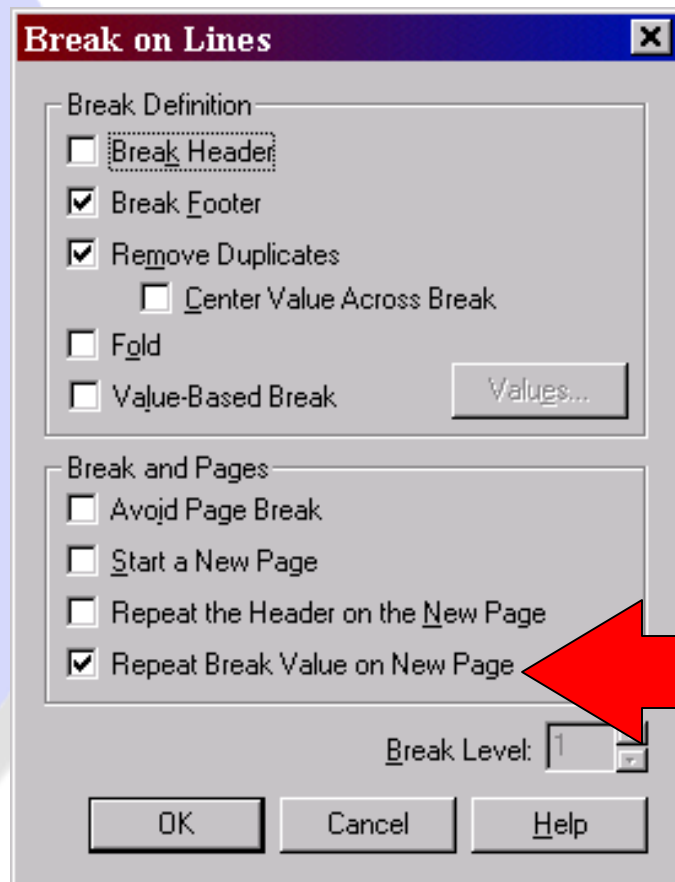 Break on Lines
Break Definition
Break Header
Break Footer
Remove Duplicates
Center Value Across Break
Fold
Value-Based Break
Values...
Break and Pages
Avoid Page Break
Start a New Page
Repeat the Header on the New Page
Repeat Break Value on New Page
Break Level: 1
OK Cancel Help